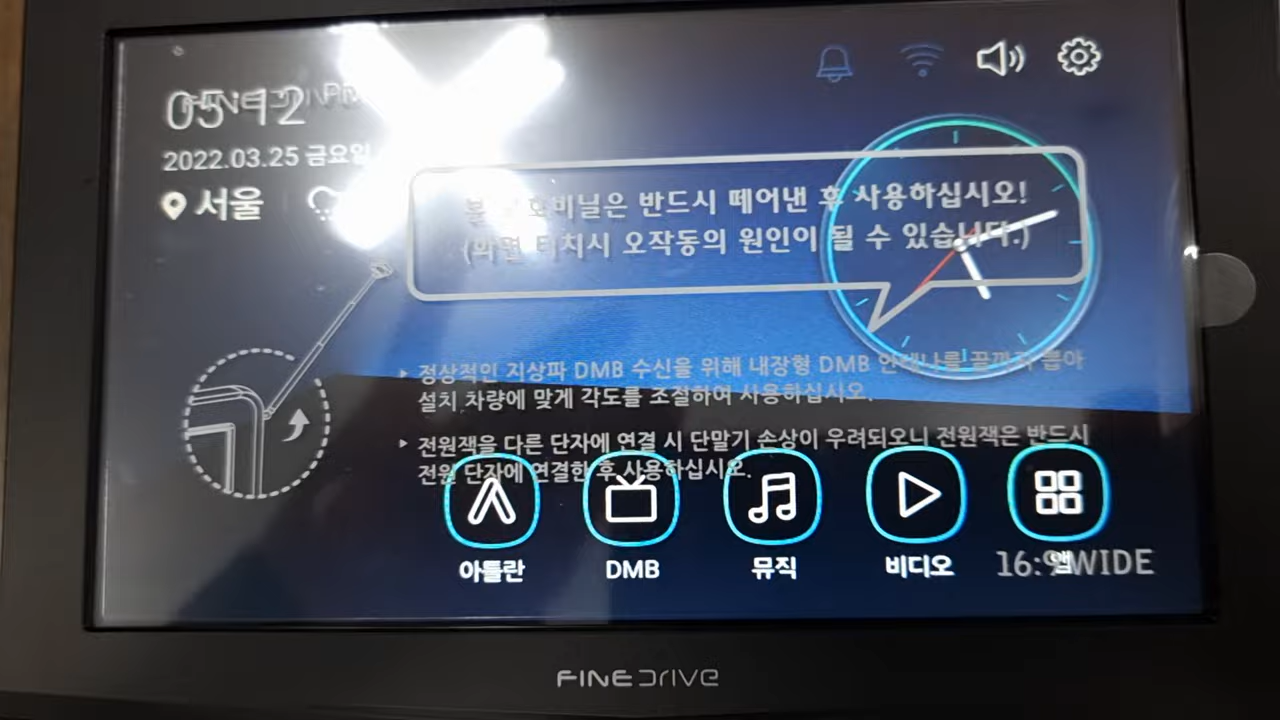 05:12
2022.03.25 금요일
서울
보호비닐은 반드시 떼어낸 후 사용하십시오!
(화면 터치시 오작동의 원인이 될 수 있습니다.)
정상적인 지상파 DMB 수신을 위해 내장형 DMB 안테나를 끝까지 뽑아
설치 차량에 맞게 각도를 조절하여 사용하십시오.
전원잭을 다른 단자에 연결 시 단말기 손상이 우려되오니 전원잭은 반드시
전원 단자에 연결한 후 사용하십시오.
아틀란 DMB 뮤직 비디오 앱
16:9 WIDE
FINEDRIVE